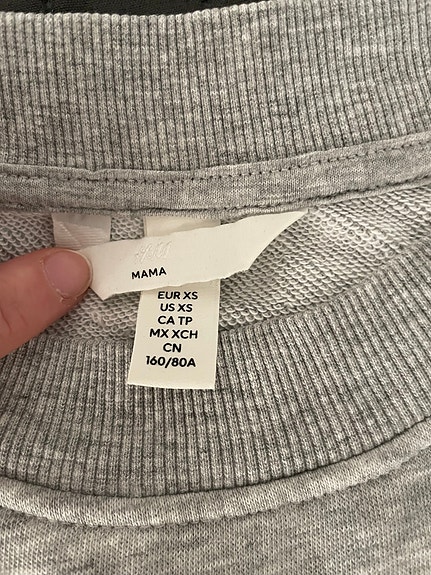 H&M
MAMA
EUR XS
US XS
CA TP
MX XCH
CN
160/80A